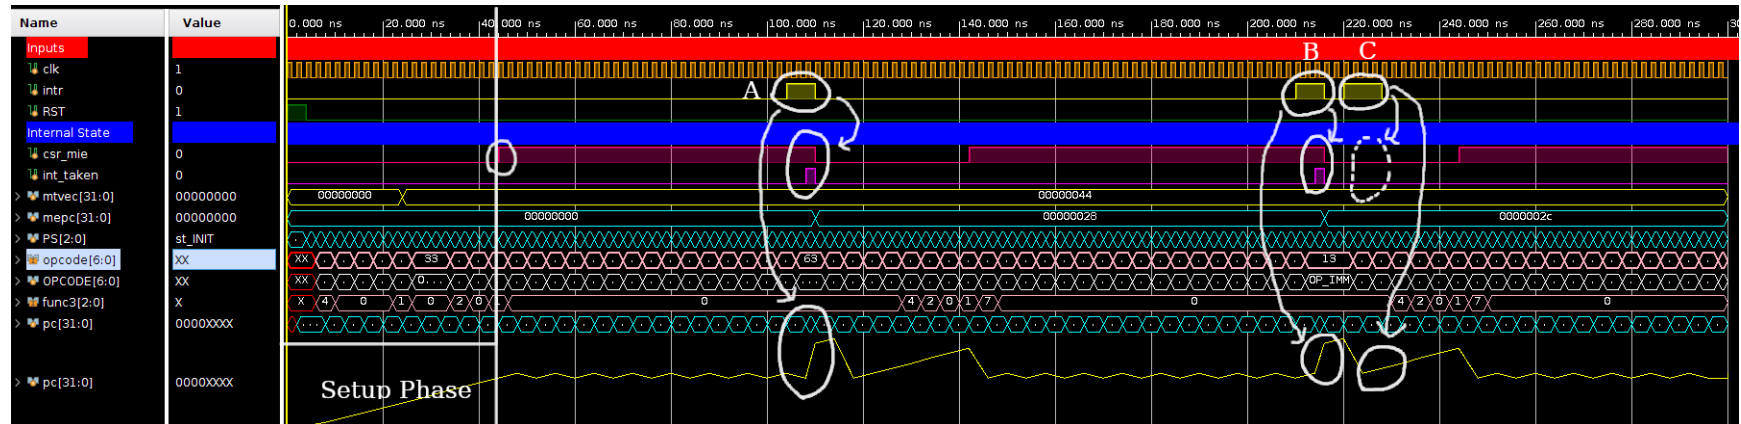 Name Value 0.000 ns 20.000 ns 40.000 ns 60.000 ns 80.000 ns 100.000 ns 120.000 ns 140.000 ns 160.000 ns 180.000 ns 200.000 ns 220.000 ns 240.000 ns 260.000 ns 280.000 ns
Inputs B C
clk 1
intr 0 A
RST 1
Internal State
csr_mie 0
int_taken 0
mtvec[31:0] 00000000 00000000 00000044
mepc[31:0] 00000000 00000000 00000028 0000002c
PS[2:0] st_INIT
opcode[6:0] XX XX 33 63 13
OPCODE[6:0] XX XX 0... ... OP_IMM
func3[2:0] X X 4 0 1 0 2 0 0 4 2 0 1 7 0 4 2 0 1 7 0
pc[31:0] 0000XXXX ...
pc[31:0] 0000XXXX
Setup Phase